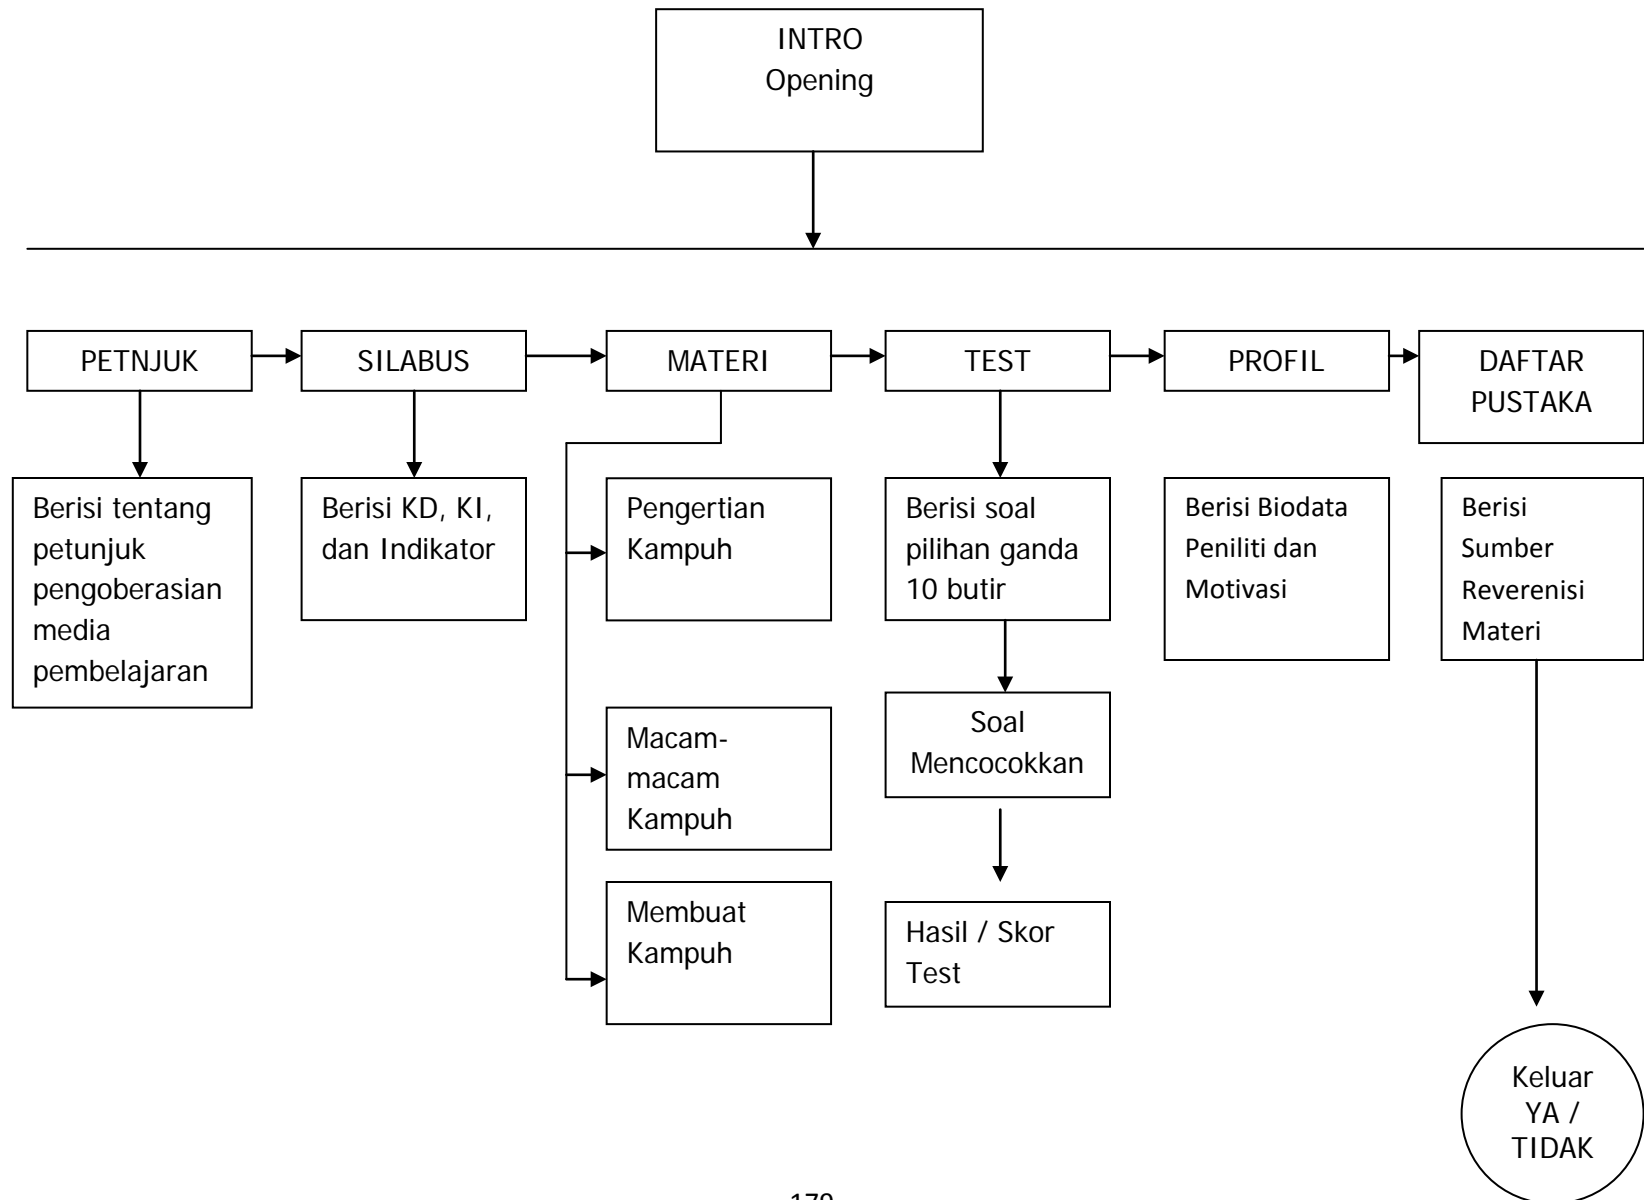 INTRO
Opening
PETNJUK
SILABUS
MATERI
TEST
PROFIL
DAFTAR
PUSTAKA
Berisi tentang
petunjuk
pengoberasian
media
pembelajaran
Berisi KD, KI,
dan Indikator
Pengertian
Kampuh
Macam-
macam
Kampuh
Membuat
Kampuh
Berisi soal
pilihan ganda
10 butir
Soal
Mencocokkan
Hasil / Skor
Test
Berisi Biodata
Peniliti dan
Motivasi
Berisi
Sumber
Reverenisi
Materi
Keluar
YA /
TIDAK